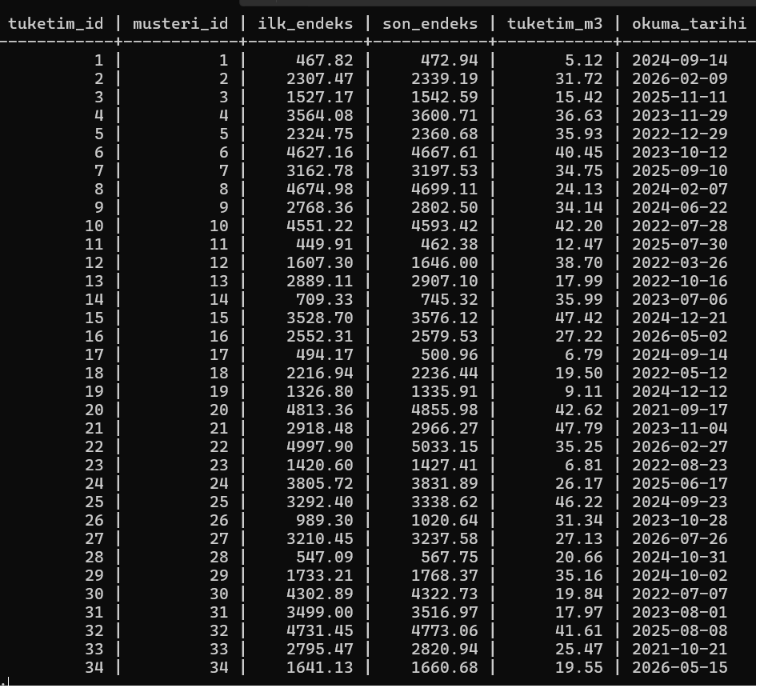 tuketim_id | musteri_id | ilk_endeks | son_endeks | tuketim_m3 | okuma_tarihi
-----------+------------+------------+------------+------------+--------------
1 | 1 | 467.82 | 472.94 | 5.12 | 2024-09-14
2 | 2 | 2307.47 | 2339.19 | 31.72 | 2026-02-09
3 | 3 | 1527.17 | 1542.59 | 15.42 | 2025-11-11
4 | 4 | 3564.08 | 3600.71 | 36.63 | 2023-11-29
5 | 5 | 2324.75 | 2360.68 | 35.93 | 2022-12-29
6 | 6 | 4627.16 | 4667.61 | 40.45 | 2023-10-12
7 | 7 | 3162.78 | 3197.53 | 34.75 | 2025-09-10
8 | 8 | 4674.98 | 4699.11 | 24.13 | 2024-02-07
9 | 9 | 2768.36 | 2802.50 | 34.14 | 2024-06-22
10 | 10 | 4551.22 | 4593.42 | 42.20 | 2022-07-28
11 | 11 | 449.91 | 462.38 | 12.47 | 2025-07-30
12 | 12 | 1607.30 | 1646.00 | 38.70 | 2022-03-26
13 | 13 | 2889.11 | 2907.10 | 17.99 | 2022-10-16
14 | 14 | 709.33 | 745.32 | 35.99 | 2023-07-06
15 | 15 | 3528.70 | 3576.12 | 47.42 | 2024-12-21
16 | 16 | 2552.31 | 2579.53 | 27.22 | 2026-05-02
17 | 17 | 494.17 | 500.96 | 6.79 | 2024-09-14
18 | 18 | 2216.94 | 2236.44 | 19.50 | 2022-05-12
19 | 19 | 1326.80 | 1335.91 | 9.11 | 2024-12-12
20 | 20 | 4813.36 | 4855.98 | 42.62 | 2021-09-17
21 | 21 | 2918.48 | 2966.27 | 47.79 | 2023-11-04
22 | 22 | 4997.90 | 5033.15 | 35.25 | 2026-02-27
23 | 23 | 1420.60 | 1427.41 | 6.81 | 2022-08-23
24 | 24 | 3805.72 | 3831.89 | 26.17 | 2025-06-17
25 | 25 | 3292.40 | 3338.62 | 46.22 | 2024-09-23
26 | 26 | 989.30 | 1020.64 | 31.34 | 2023-10-28
27 | 27 | 3210.45 | 3237.58 | 27.13 | 2026-07-26
28 | 28 | 547.09 | 567.75 | 20.66 | 2024-10-31
29 | 29 | 1733.21 | 1768.37 | 35.16 | 2024-10-02
30 | 30 | 4302.89 | 4322.73 | 19.84 | 2022-07-07
31 | 31 | 3499.00 | 3516.97 | 17.97 | 2023-08-01
32 | 32 | 4731.45 | 4773.06 | 41.61 | 2025-08-08
33 | 33 | 2795.47 | 2820.94 | 25.47 | 2021-10-21
34 | 34 | 1641.13 | 1660.68 | 19.55 | 2026-05-15